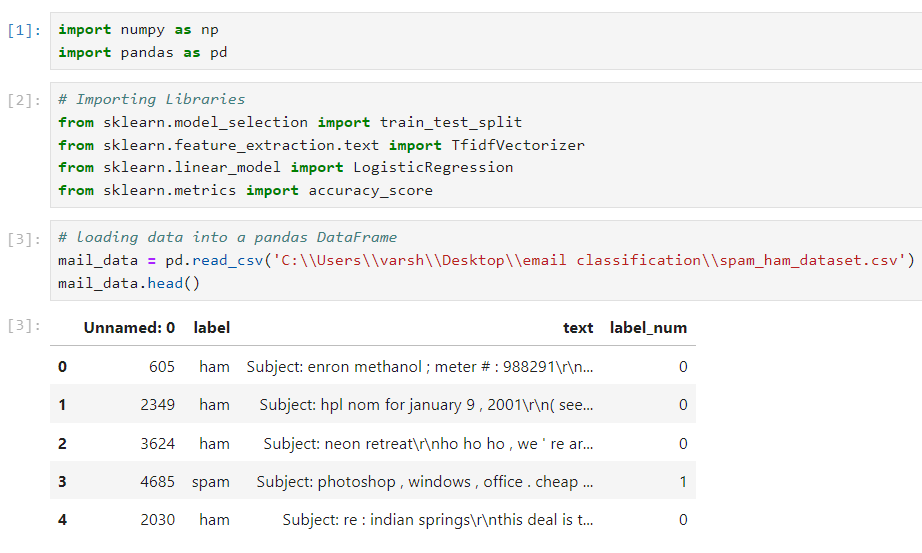 [1]: import numpy as np
import pandas as pd
[2]: # Importing Libraries
from sklearn.model_selection import train_test_split
from sklearn.feature_extraction.text import TfidfVectorizer
from sklearn.linear_model import LogisticRegression
from sklearn.metrics import accuracy_score
[3]: # loading data into a pandas DataFrame
mail_data = pd.read_csv('C:\\Users\\varsh\\Desktop\\email classification\\spam_ham_dataset.csv')
mail_data.head()
[3]: Unnamed: 0 label text label_num
0 605 ham Subject: enron methanol ; meter # : 988291\r\n... 0
1 2349 ham Subject: hpl nom for january 9 , 2001\r\n( see... 0
2 3624 ham Subject: neon retreat\r\nho ho ho , we ' re ar... 0
3 4685 spam Subject: photoshop , windows , office . cheap ... 1
4 2030 ham Subject: re : indian springs\r\nthis deal is t... 0